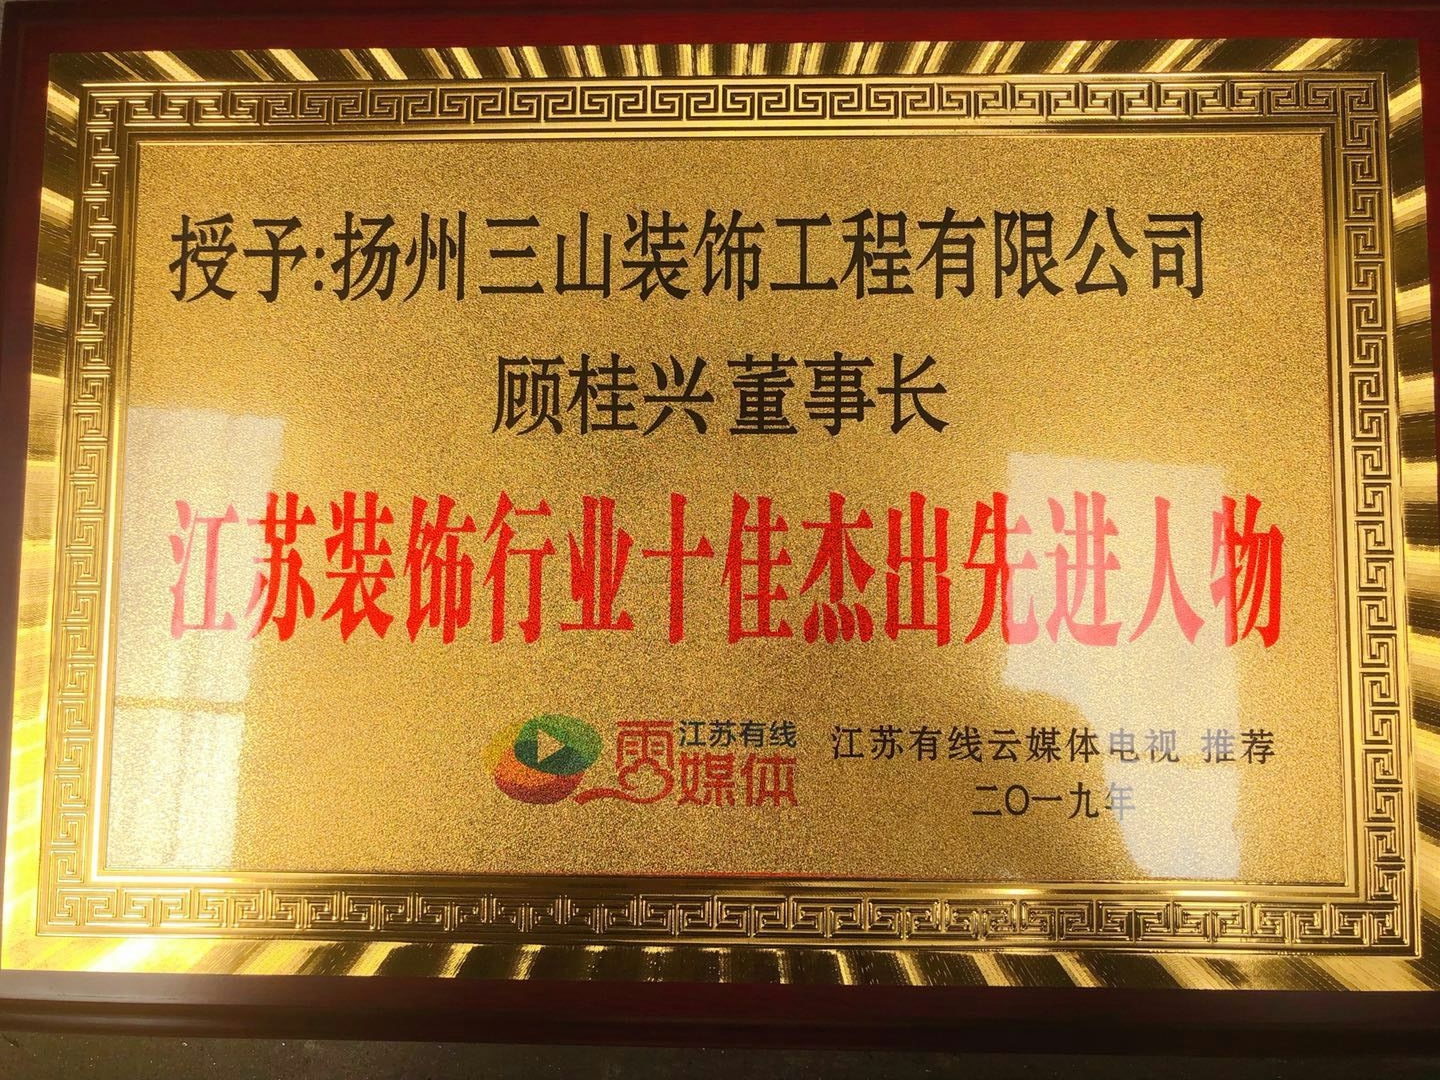 授予:扬州三山装饰工程有限公司
顾桂兴董事长
江苏装饰行业十佳杰出先进人物
江苏有线
雲媒体
江苏有线云媒体电视 推荐
二〇一九年